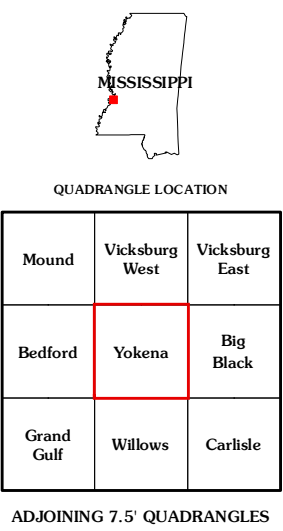 MISSISSIPPI
QUADRANGLE LOCATION
Mound
Vicksburg
West
Vicksburg
East
Bedford
Yokena
Big
Black
Grand
Gulf
Willows
Carlisle
ADJOINING 7.5' QUADRANGLES